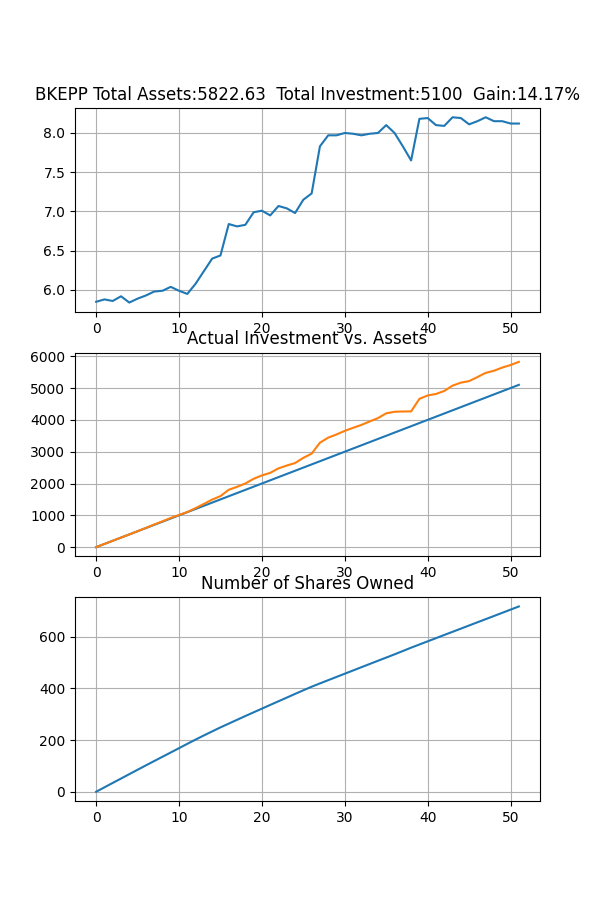 BKEPP Total Assets:5822.63  Total Investment:5100  Gain:14.17%
8.0
7.5
7.0
6.5
6.0
0 10 20 30 40 50
Actual Investment vs. Assets
6000
5000
4000
3000
2000
1000
0
0 10 20 30 40 50
Number of Shares Owned
600
400
200
0
0 10 20 30 40 50